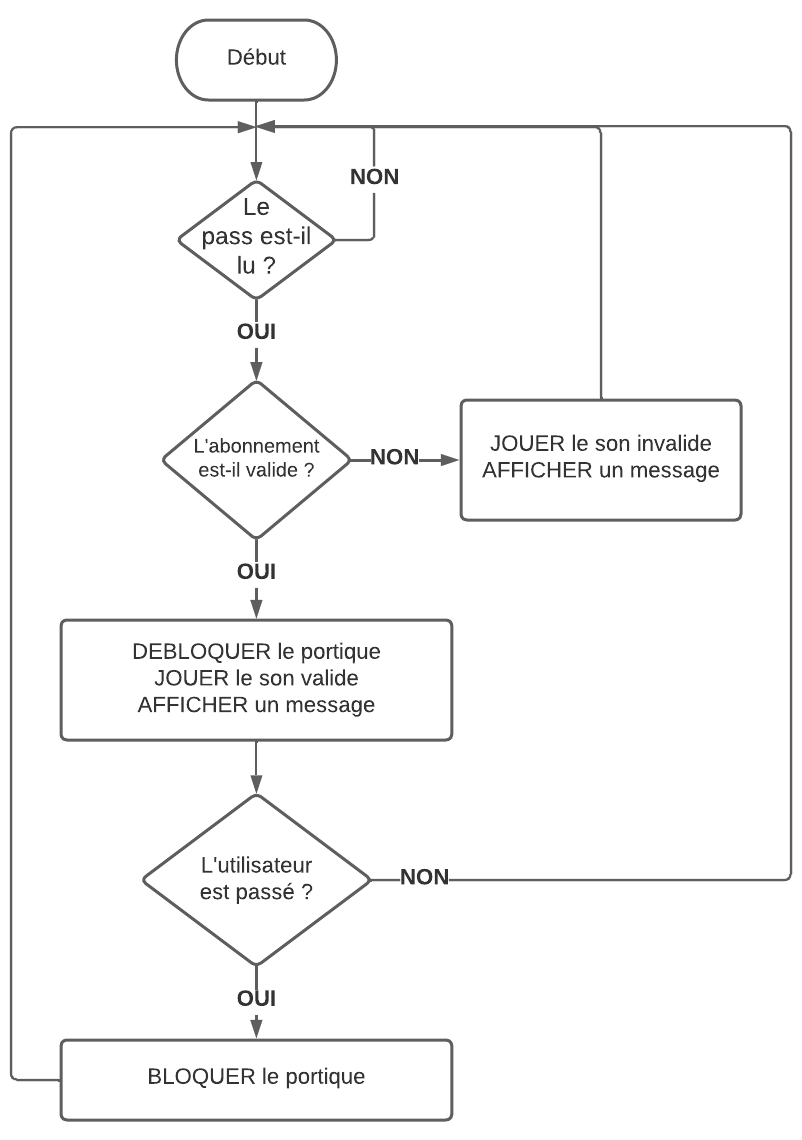 Début
NON
Le
pass est-il
lu ?
OUI
L'abonnement
est-il valide ?
NON
JOUER le son invalide
AFFICHER un message
OUI
DEBLOQUER le portique
JOUER le son valide
AFFICHER un message
L'utilisateur
est passé ?
NON
OUI
BLOQUER le portique